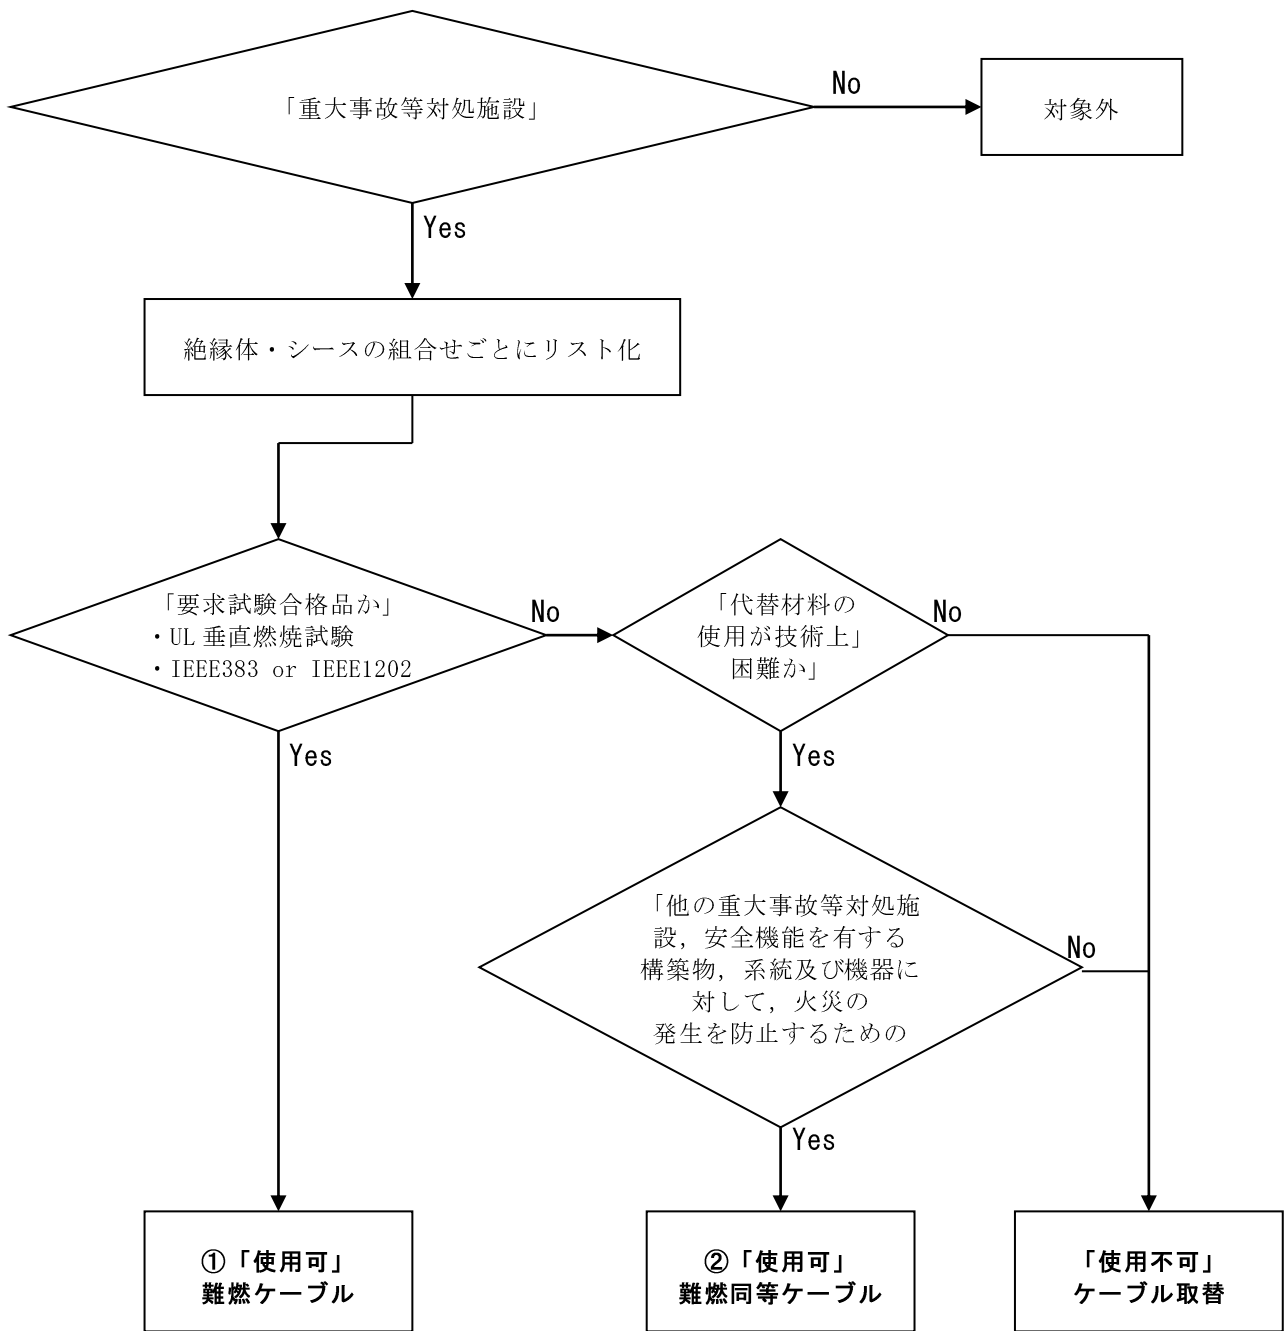 「重大事故等対処施設」
No
対象外
Yes
絶縁体・シースの組合せごとにリスト化
「要求試験合格品か」
・UL 垂直燃焼試験
・IEEE383 or IEEE1202
No
「代替材料の
使用が技術上」
困難か」
No
Yes
Yes
「他の重大事故等対処施
設，安全機能を有する
構築物，系統及び機器に
対して，火災の
発生を防止するための
No
Yes
①「使用可」
難燃ケーブル
②「使用可」
難燃同等ケーブル
「使用不可」
ケーブル取替